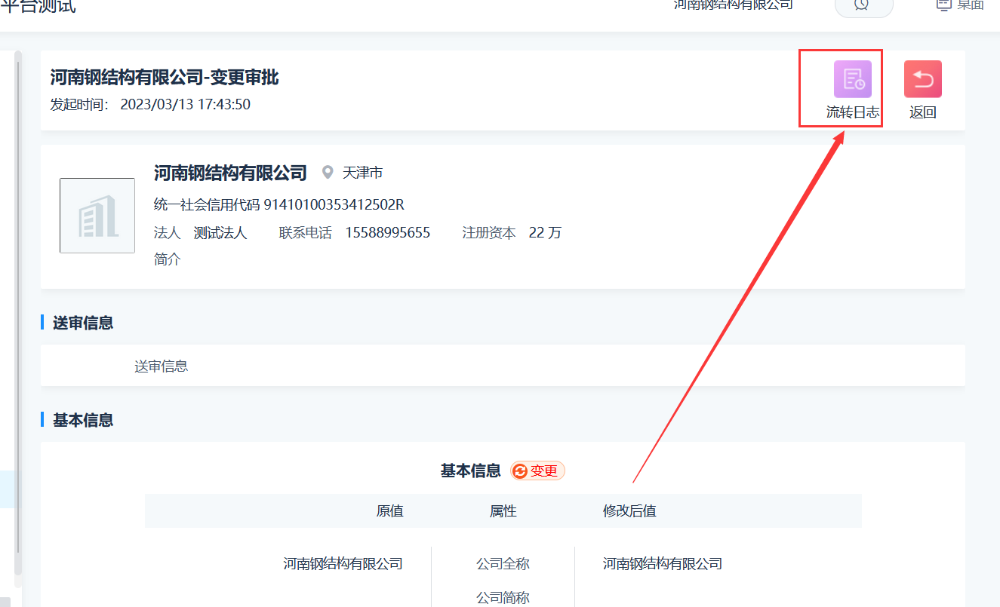 平台测试
河南钢结构有限公司
桌面
河南钢结构有限公司-变更审批
发起时间： 2023/03/13 17:43:50
流转日志
返回
河南钢结构有限公司 天津市
统一社会信用代码 91410100353412502R
法人 测试法人 联系电话 15588995655 注册资本 22 万
简介
送审信息
送审信息
基本信息
基本信息 变更
原值 属性 修改后值
河南钢结构有限公司 公司全称 河南钢结构有限公司
公司简称